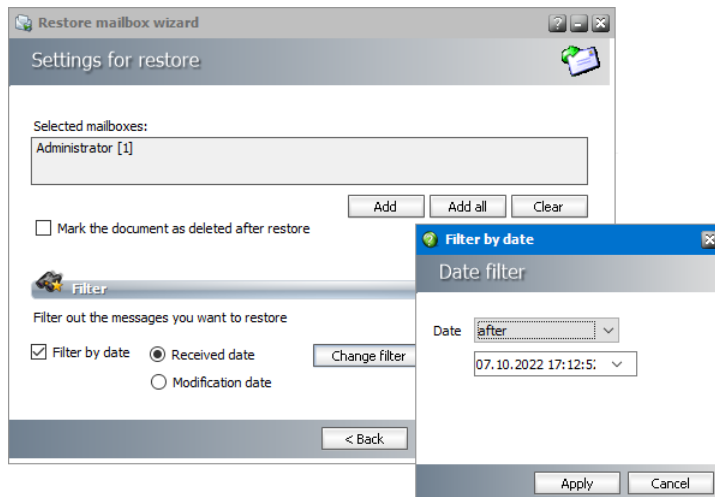 Restore mailbox wizard
Settings for restore
Selected mailboxes:
Administrator [1]
Add Add all Clear
Mark the document as deleted after restore
Filter
Filter out the messages you want to restore
Filter by date Received date Change filter
Modification date
< Back
Filter by date
Date filter
Date after
07.10.2022 17:12:52
Apply Cancel